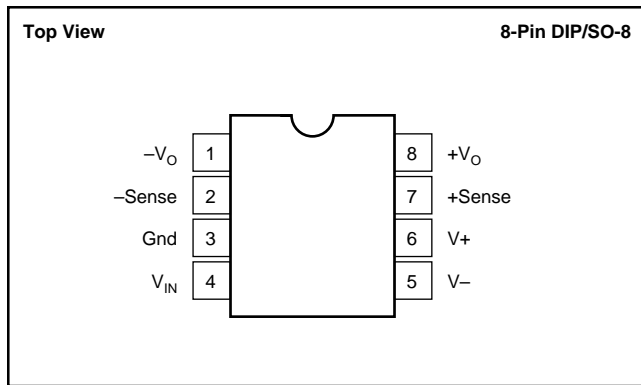 Top View 8-Pin DIP/SO-8
–VO 1 8 +VO
–Sense 2 7 +Sense
Gnd 3 6 V+
VIN 4 5 V–